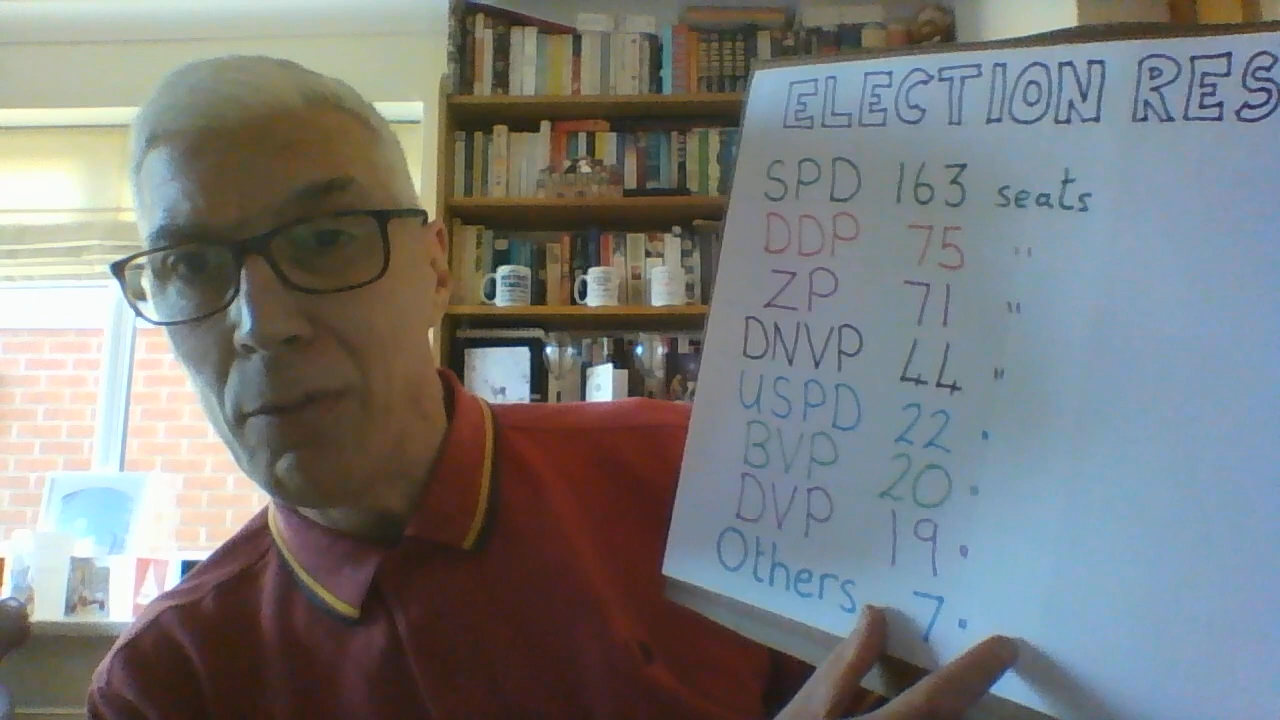 ELECTION RES
SPD 163 seats
DDP 75 "
ZP 71 "
DNVP 44 "
USPD 22 "
BVP 20 "
DVP 19 "
Others 7 "